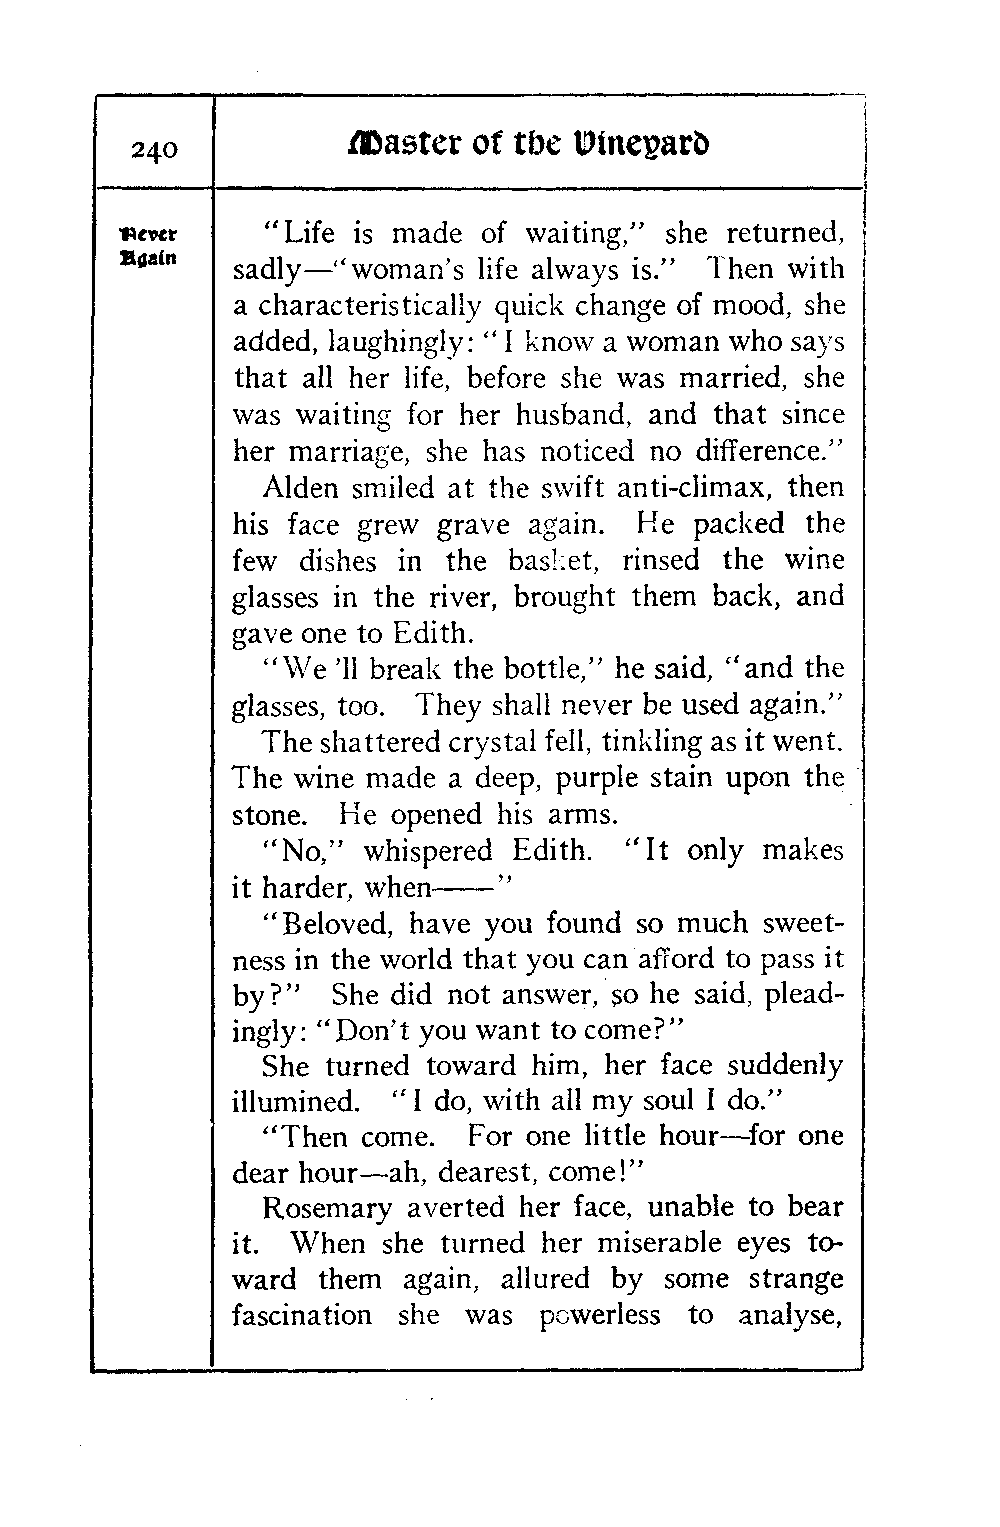 240
Master of the Vineyard
Never
Again
"Life is made of waiting," she returned,
sadly—"woman's life always is." Then with
a characteristically quick change of mood, she
added, laughingly: "I know a woman who says
that all her life, before she was married, she
was waiting for her husband, and that since
her marriage, she has noticed no difference."
Alden smiled at the swift anti-climax, then
his face grew grave again. He packed the
few dishes in the basket, rinsed the wine
glasses in the river, brought them back, and
gave one to Edith.
"We 'll break the bottle," he said, "and the
glasses, too. They shall never be used again."
The shattered crystal fell, tinkling as it went.
The wine made a deep, purple stain upon the
stone. He opened his arms.
"No," whispered Edith. "It only makes
it harder, when——"
"Beloved, have you found so much sweet-
ness in the world that you can afford to pass it
by?" She did not answer, so he said, plead-
ingly: "Don't you want to come?"
She turned toward him, her face suddenly
illumined. "I do, with all my soul I do."
"Then come. For one little hour—for one
dear hour—ah, dearest, come!"
Rosemary averted her face, unable to bear
it. When she turned her miserable eyes to-
ward them again, allured by some strange
fascination she was powerless to analyse,